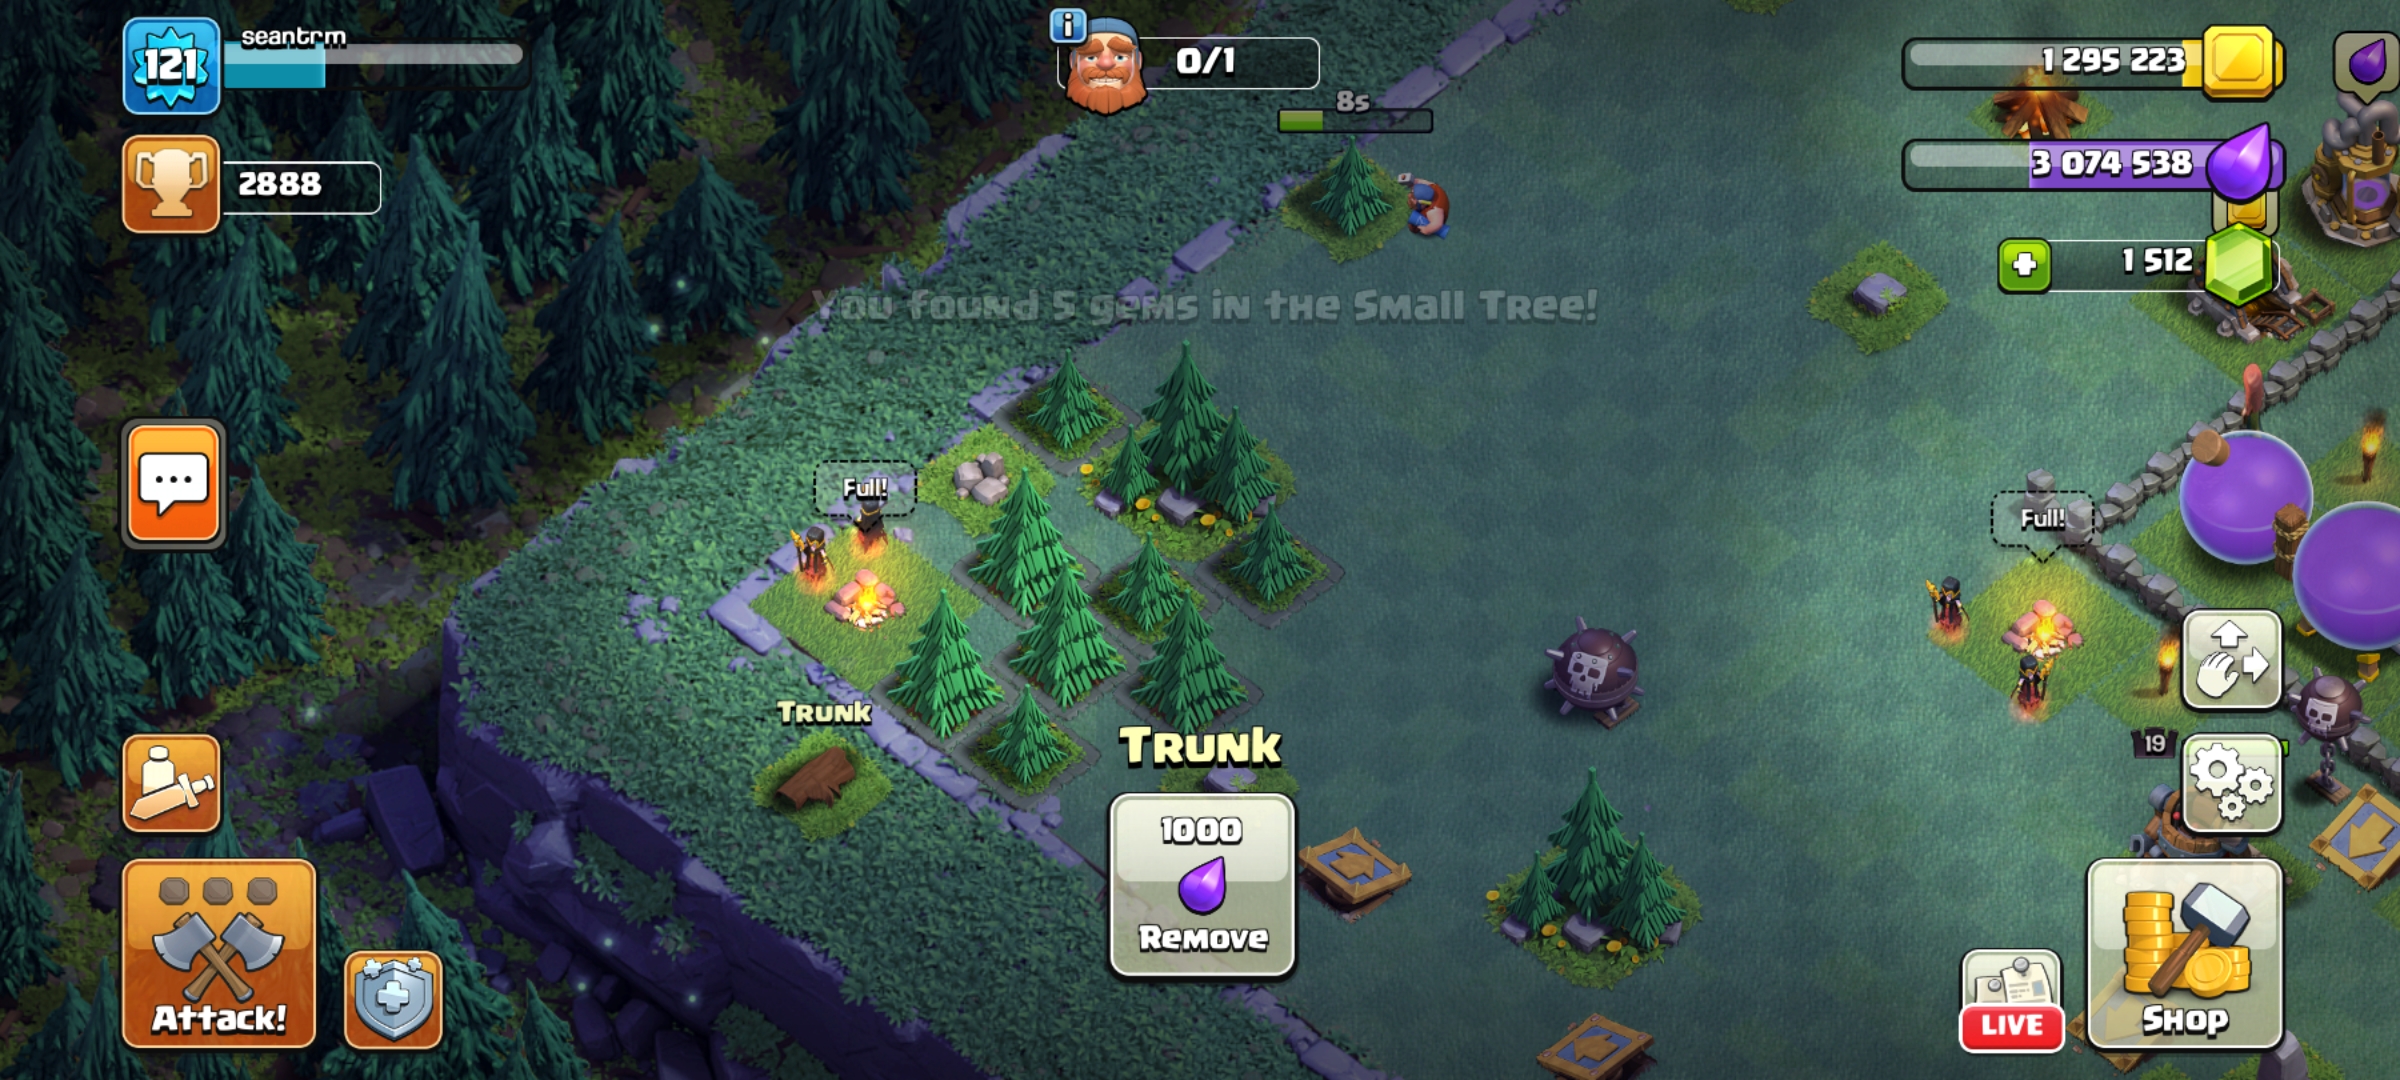 121
seantrm
0/1
8s
1 295 223
3 074 538
2888
1 512
You found 5 gems in the Small Tree!
Full!
Full!
Trunk
Trunk
19
1000
Remove
Attack!
LIVE
Shop